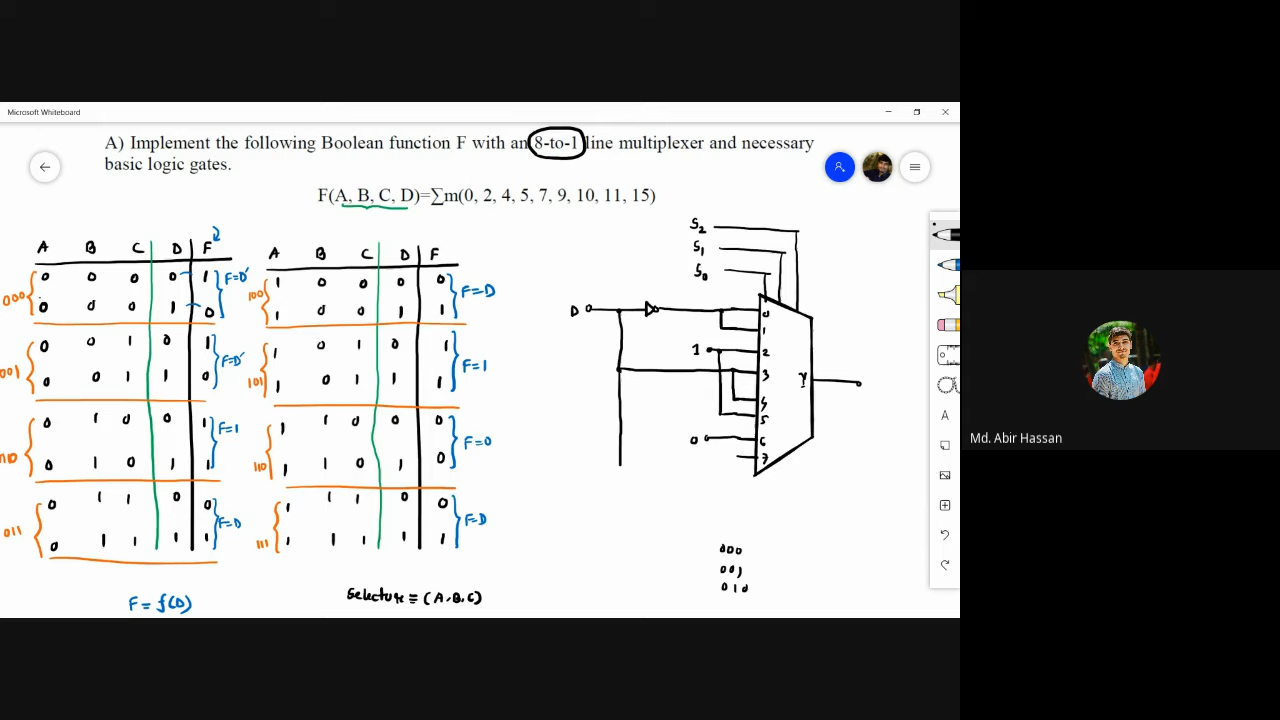 Microsoft Whiteboard
A) Implement the following Boolean function F with an 8-to-1 line multiplexer and necessary
basic logic gates.
F(A, B, C, D)=∑m(0, 2, 4, 5, 7, 9, 10, 11, 15)
A B C D F
000 0 0 0 0 1 F=D'
0 0 0 1 0
001 0 0 1 0 1 F=D'
0 0 1 1 0
010 0 1 0 0 1 F=1
0 1 0 1 1
011 0 1 1 0 0 F=D
0 1 1 1 1
F = f(D)
A B C D F
100 1 0 0 0 0 F=D
1 0 0 1 1
101 1 0 1 0 1 F=1
1 0 1 1 1
110 1 1 0 0 0 F=0
1 1 0 1 0
111 1 1 1 0 0 F=D
1 1 1 1 1
(A, B, C)
S2
S1
S0
D 0
1
1 2
3 Y
4
5
0 6
7
000
001
010
A
Md. Abir Hassan